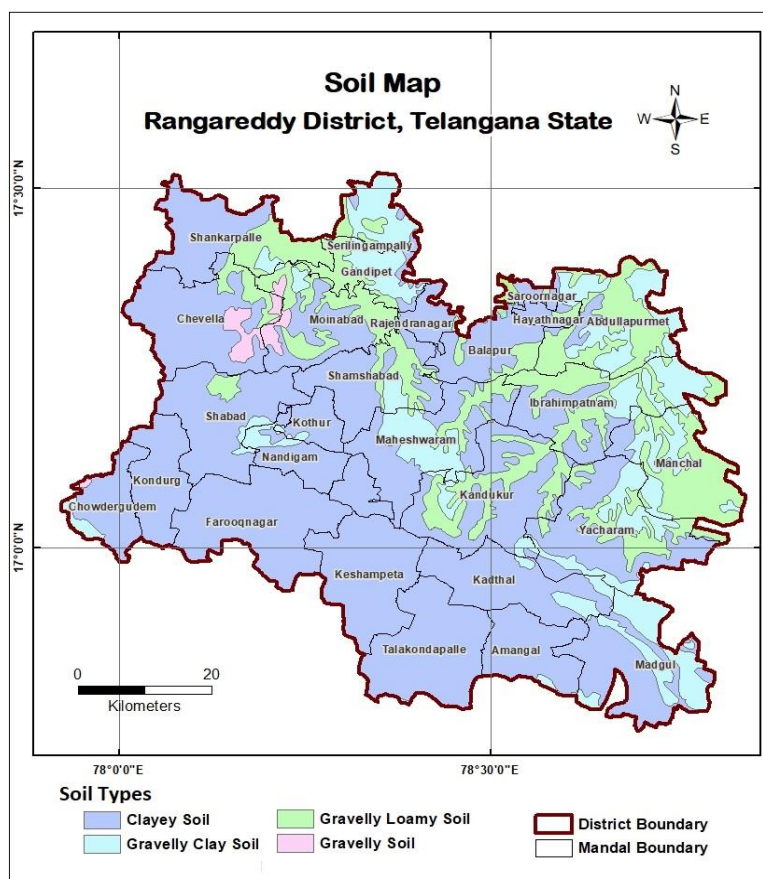 Soil Map
Rangareddy District, Telangana State
N
W E
S
17°30'0"N
17°0'0"N
Shankarpalle
Serilingampally
Gandipet
Chevella
Moinabad
Rajendranagar
Saroornagar
Hayathnagar
Abdullapurmet
Balapur
Shamshabad
Shabad
Kothur
Ibrahimpatnam
Maheshwaram
Nandigam
Manchal
Kondurg
Kandukur
Chowdergudem
Farooqnagar
Yacharam
Keshampeta
Kadthal
Talakondapalle
Amangal
Madgul
0 20
Kilometers
78°0'0"E
78°30'0"E
Soil Types
Clayey Soil
Gravelly Clay Soil
Gravelly Loamy Soil
Gravelly Soil
District Boundary
Mandal Boundary